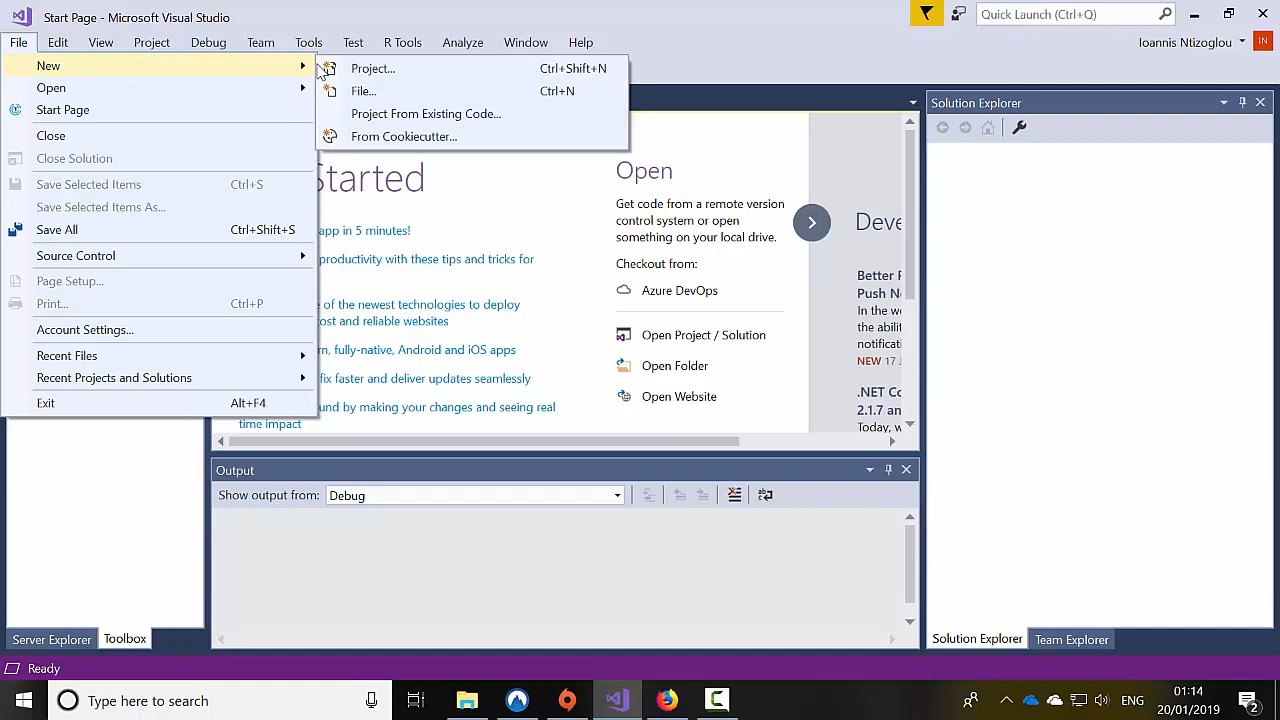 Start Page - Microsoft Visual Studio
Quick Launch (Ctrl+Q)
File Edit View Project Debug Team Tools Test R Tools Analyze Window Help
Ioannis Ntizoglou IN
New
Open
Start Page
Close
Close Solution
Save Selected Items Ctrl+S
Save Selected Items As...
Save All Ctrl+Shift+S
Source Control
Page Setup...
Print... Ctrl+P
Account Settings...
Recent Files
Recent Projects and Solutions
Exit Alt+F4
Project... Ctrl+Shift+N
File... Ctrl+N
Project From Existing Code...
From Cookiecutter...
Started
app in 5 minutes!
productivity with these tips and tricks for
of the newest technologies to deploy
ost and reliable websites
rn, fully-native, Android and iOS apps
fix faster and deliver updates seamlessly
und by making your changes and seeing real
time impact
Open
Get code from a remote version
control system or open
something on your local drive.
Checkout from:
Azure DevOps
Open Project / Solution
Open Folder
Open Website
Deve
Better F
Push No
In the w
the abili
notificati
NEW 17 J
.NET Co
2.1.7 an
Today, w
Output
Show output from: Debug
Solution Explorer
Server Explorer Toolbox
Solution Explorer Team Explorer
Ready
Type here to search
ENG
01:14
20/01/2019
2